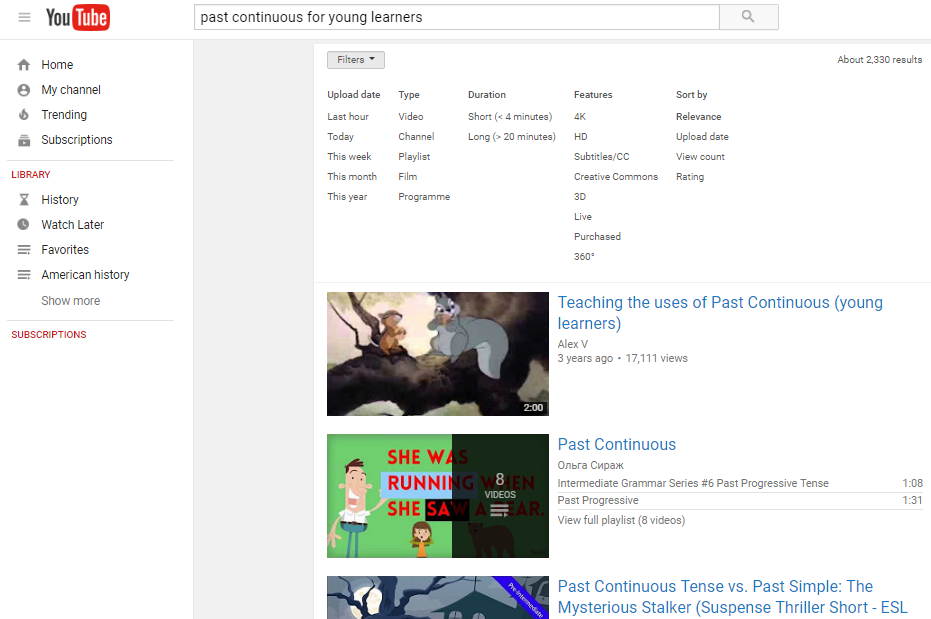 YouTube
past continuous for young learners
Home
My channel
Trending
Subscriptions
LIBRARY
History
Watch Later
Favorites
American history
Show more
SUBSCRIPTIONS
Filters
About 2,330 results
Upload date
Last hour
Today
This week
This month
This year
Type
Video
Channel
Playlist
Film
Programme
Duration
Short (< 4 minutes)
Long (> 20 minutes)
Features
4K
HD
Subtitles/CC
Creative Commons
3D
Live
Purchased
360°
Sort by
Relevance
Upload date
View count
Rating
2:00
Teaching the uses of Past Continuous (young
learners)
Alex V
3 years ago • 17,111 views
SHE WAS
RUNNING WHEN
SHE SAW A BEAR.
8
VIDEOS
Past Continuous
Ольга Сираж
Intermediate Grammar Series #6 Past Progressive Tense 1:08
Past Progressive 1:31
View full playlist (8 videos)
Pre-Intermediate
Past Continuous Tense vs. Past Simple: The
Mysterious Stalker (Suspense Thriller Short - ESL